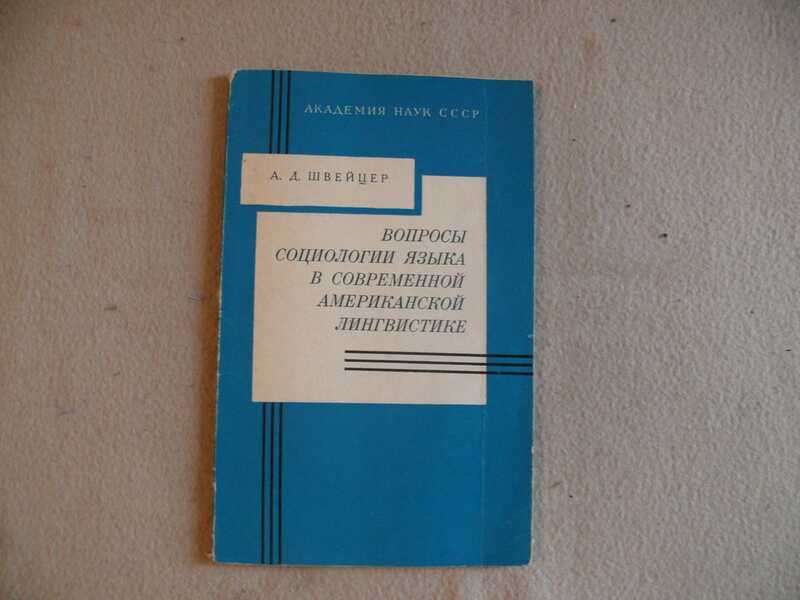 АКАДЕМИЯ НАУК СССР
А. Д. ШВЕЙЦЕР
ВОПРОСЫ
СОЦИОЛОГИИ ЯЗЫКА
В СОВРЕМЕННОЙ
АМЕРИКАНСКОЙ
ЛИНГВИСТИКЕ